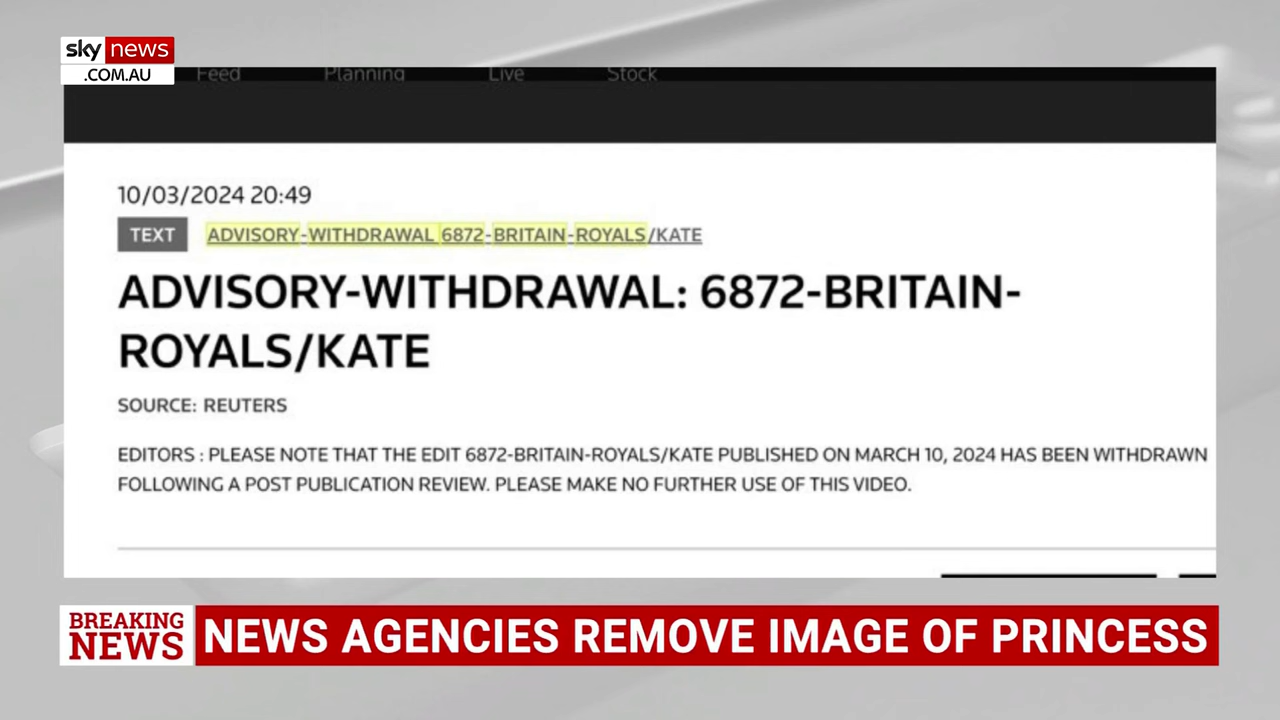 sky news
.COM.AU
Feed Planning Live Stock
10/03/2024 20:49
TEXT ADVISORY-WITHDRAWAL 6872-BRITAIN-ROYALS/KATE
ADVISORY-WITHDRAWAL: 6872-BRITAIN-
ROYALS/KATE
SOURCE: REUTERS
EDITORS : PLEASE NOTE THAT THE EDIT 6872-BRITAIN-ROYALS/KATE PUBLISHED ON MARCH 10, 2024 HAS BEEN WITHDRAWN
FOLLOWING A POST PUBLICATION REVIEW. PLEASE MAKE NO FURTHER USE OF THIS VIDEO.
BREAKING
NEWS
NEWS AGENCIES REMOVE IMAGE OF PRINCESS